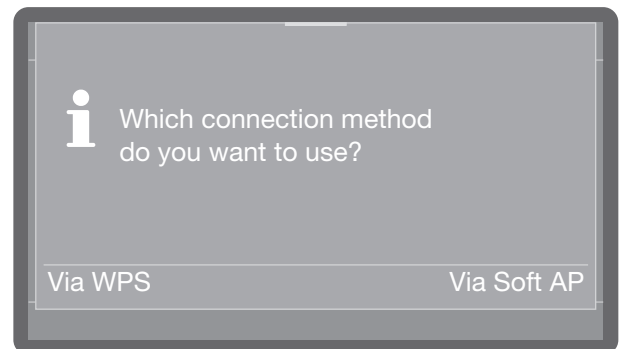 Which connection method
do you want to use?
Via WPS
Via Soft AP